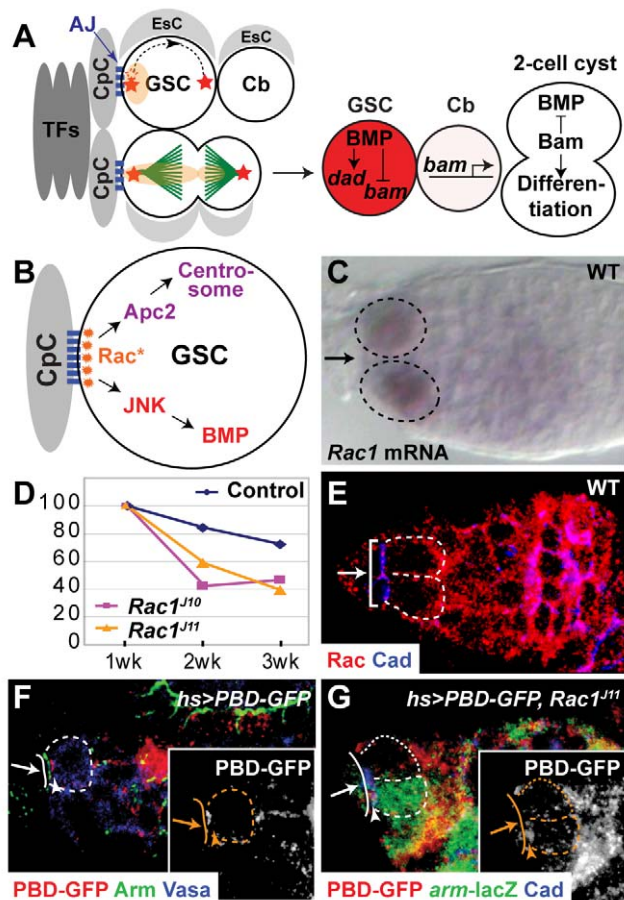 A
AJ
EsC
EsC
CpC
GSC
Cb
TFs
CpC
GSC
Cb
2-cell cyst
BMP
dad
bam
bam
BMP
Bam
Differen-
tiation
B
Centro-
some
Apc2
CpC
Rac*
GSC
JNK
BMP
C
WT
Rac1 mRNA
D
100
80
60
40
20
0
Control
Rac1J10
Rac1J11
1wk
2wk
3wk
E
WT
Rac Cad
F
hs>PBD-GFP
PBD-GFP
PBD-GFP Arm Vasa
G
hs>PBD-GFP, Rac1J11
PBD-GFP
PBD-GFP arm-lacZ Cad